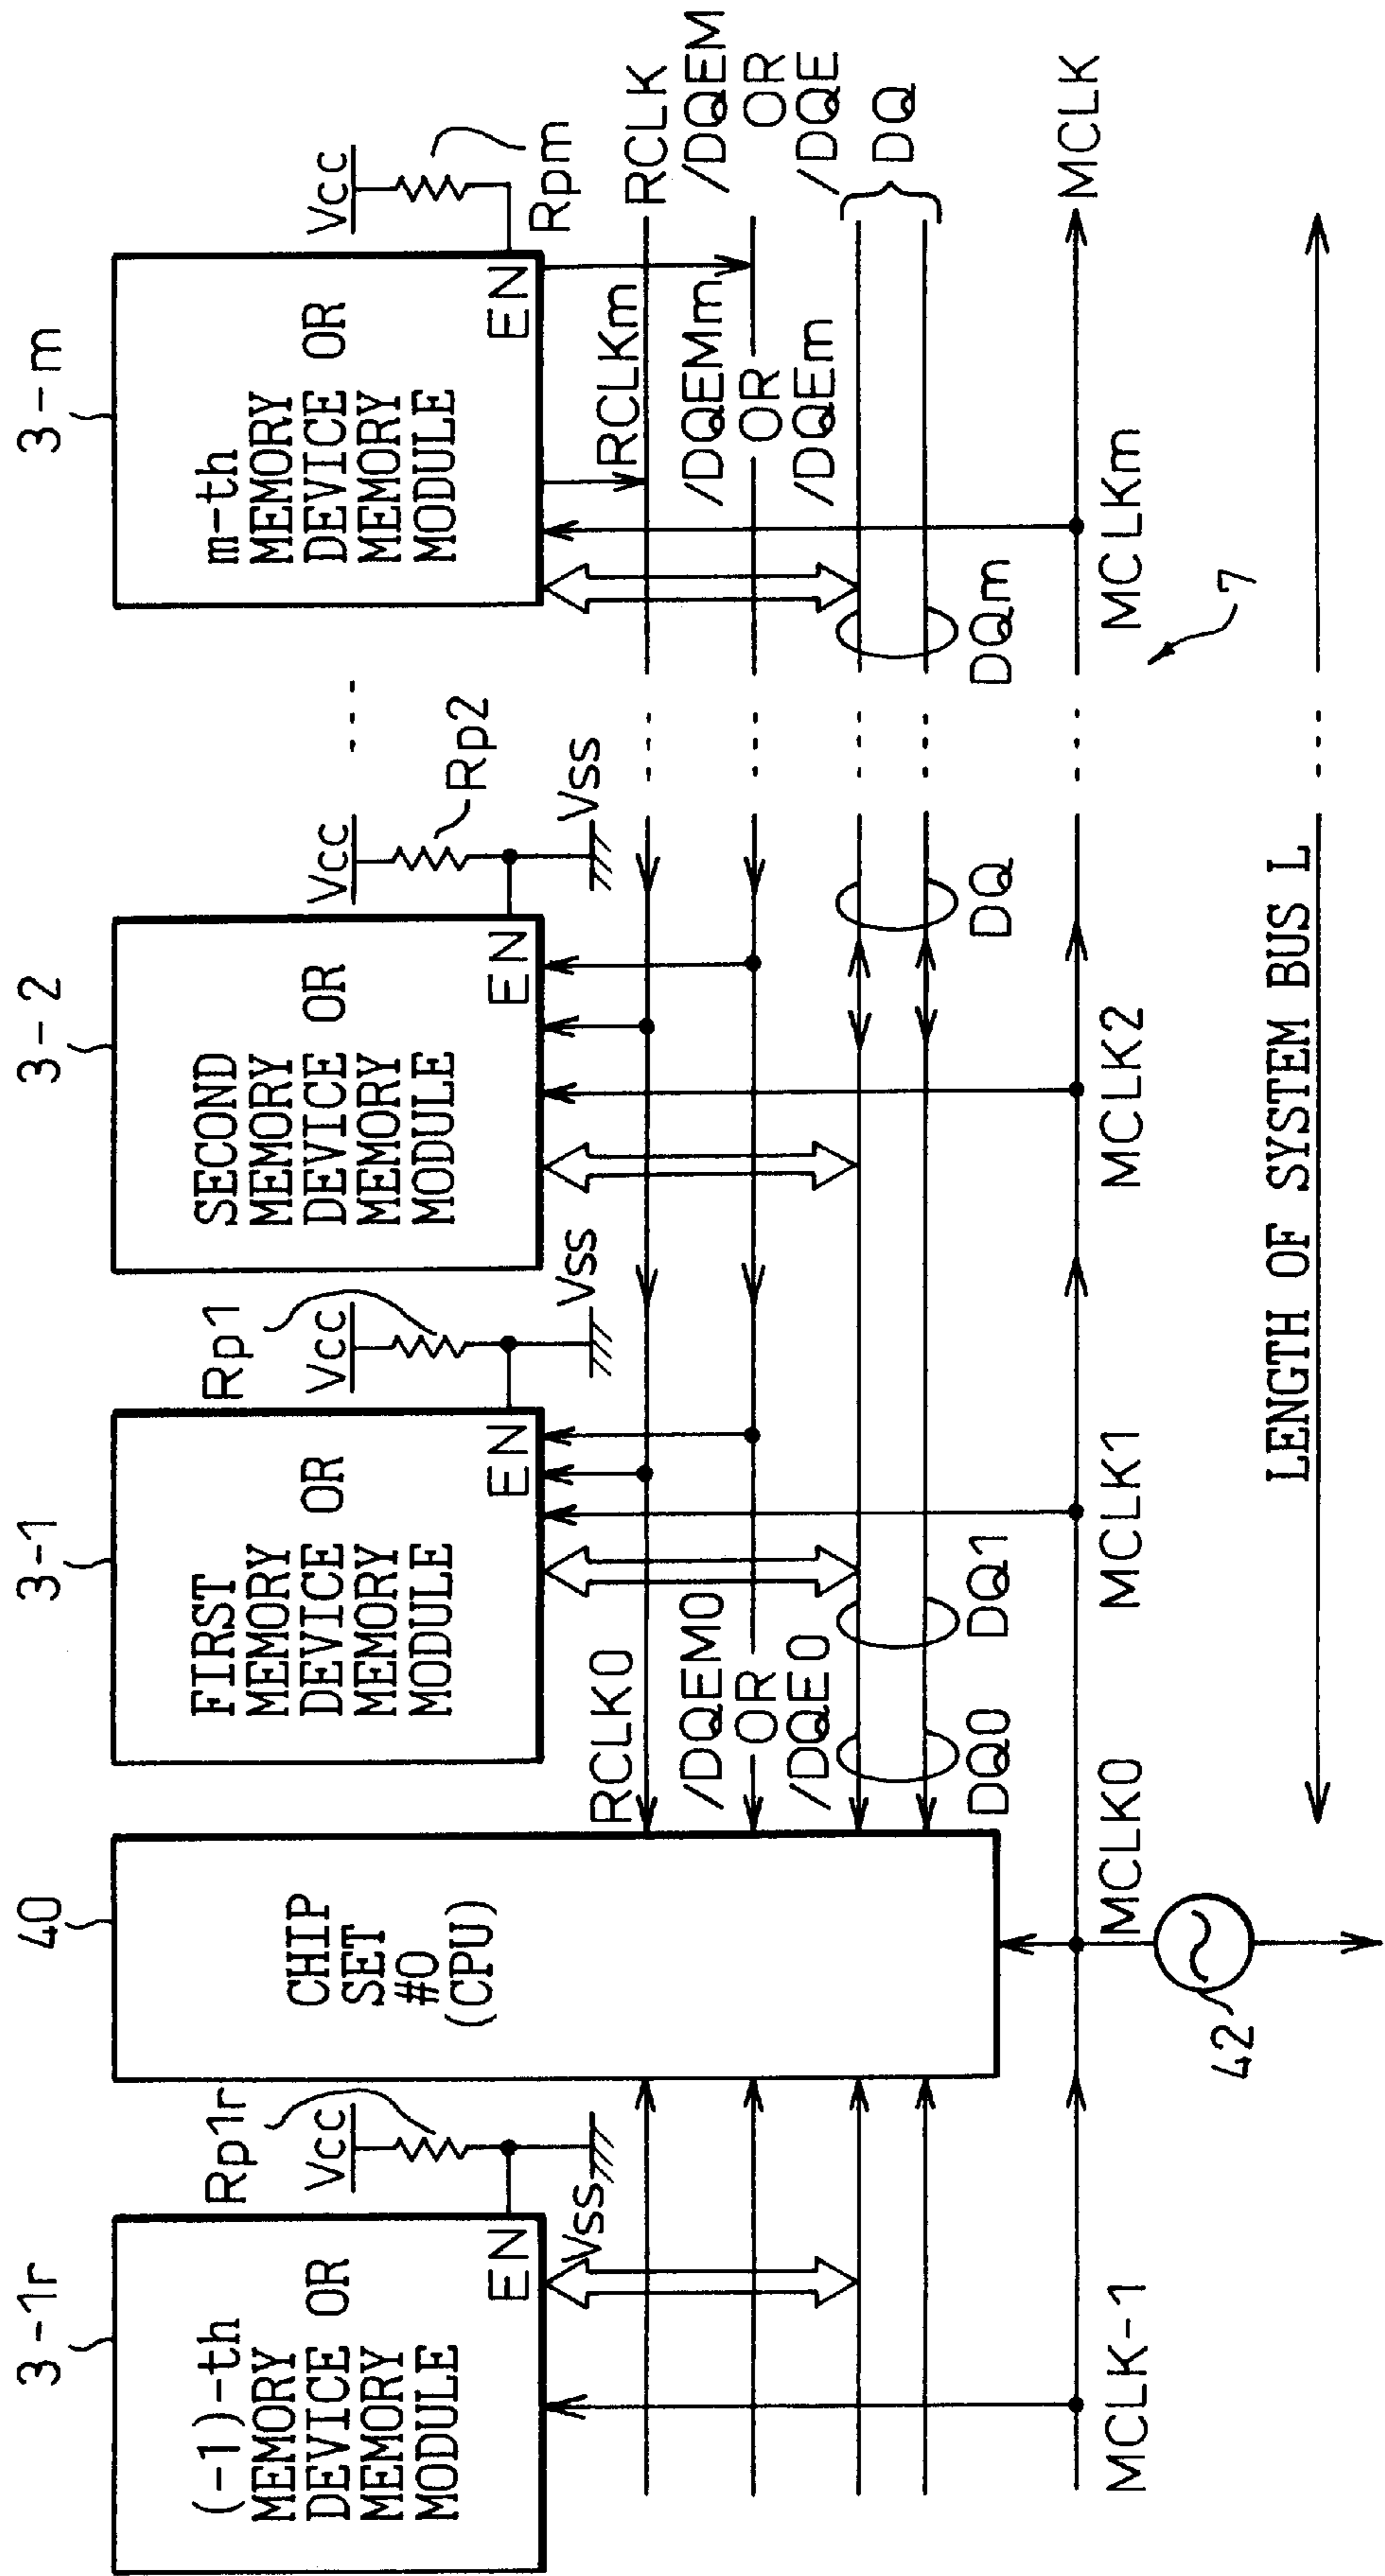 3-1r
(-1)-th
MEMORY
DEVICE OR
MEMORY
MODULE
EN
Rp1r
Vcc
Vss
40
CHIP
SET
#0
(CPU)
3-1
FIRST
MEMORY
DEVICE OR
MEMORY
MODULE
EN
Rp1
Vcc
Vss
3-2
SECOND
MEMORY
DEVICE OR
MEMORY
MODULE
EN
Vcc
Rp2
Vss
3-m
m-th
MEMORY
DEVICE OR
MEMORY
MODULE
EN
Vcc
Rpm
RCLK0
/DQEM0
OR
/DQE0
DQ0
DQ1
DQ
RCLKm
/DQEMm
OR
/DQEm
DQm
RCLK
/DQEM
OR
/DQE
DQ
MCLK-1
MCLK0
MCLK1
MCLK2
MCLKm
MCLK
42
7
LENGTH OF SYSTEM BUS L